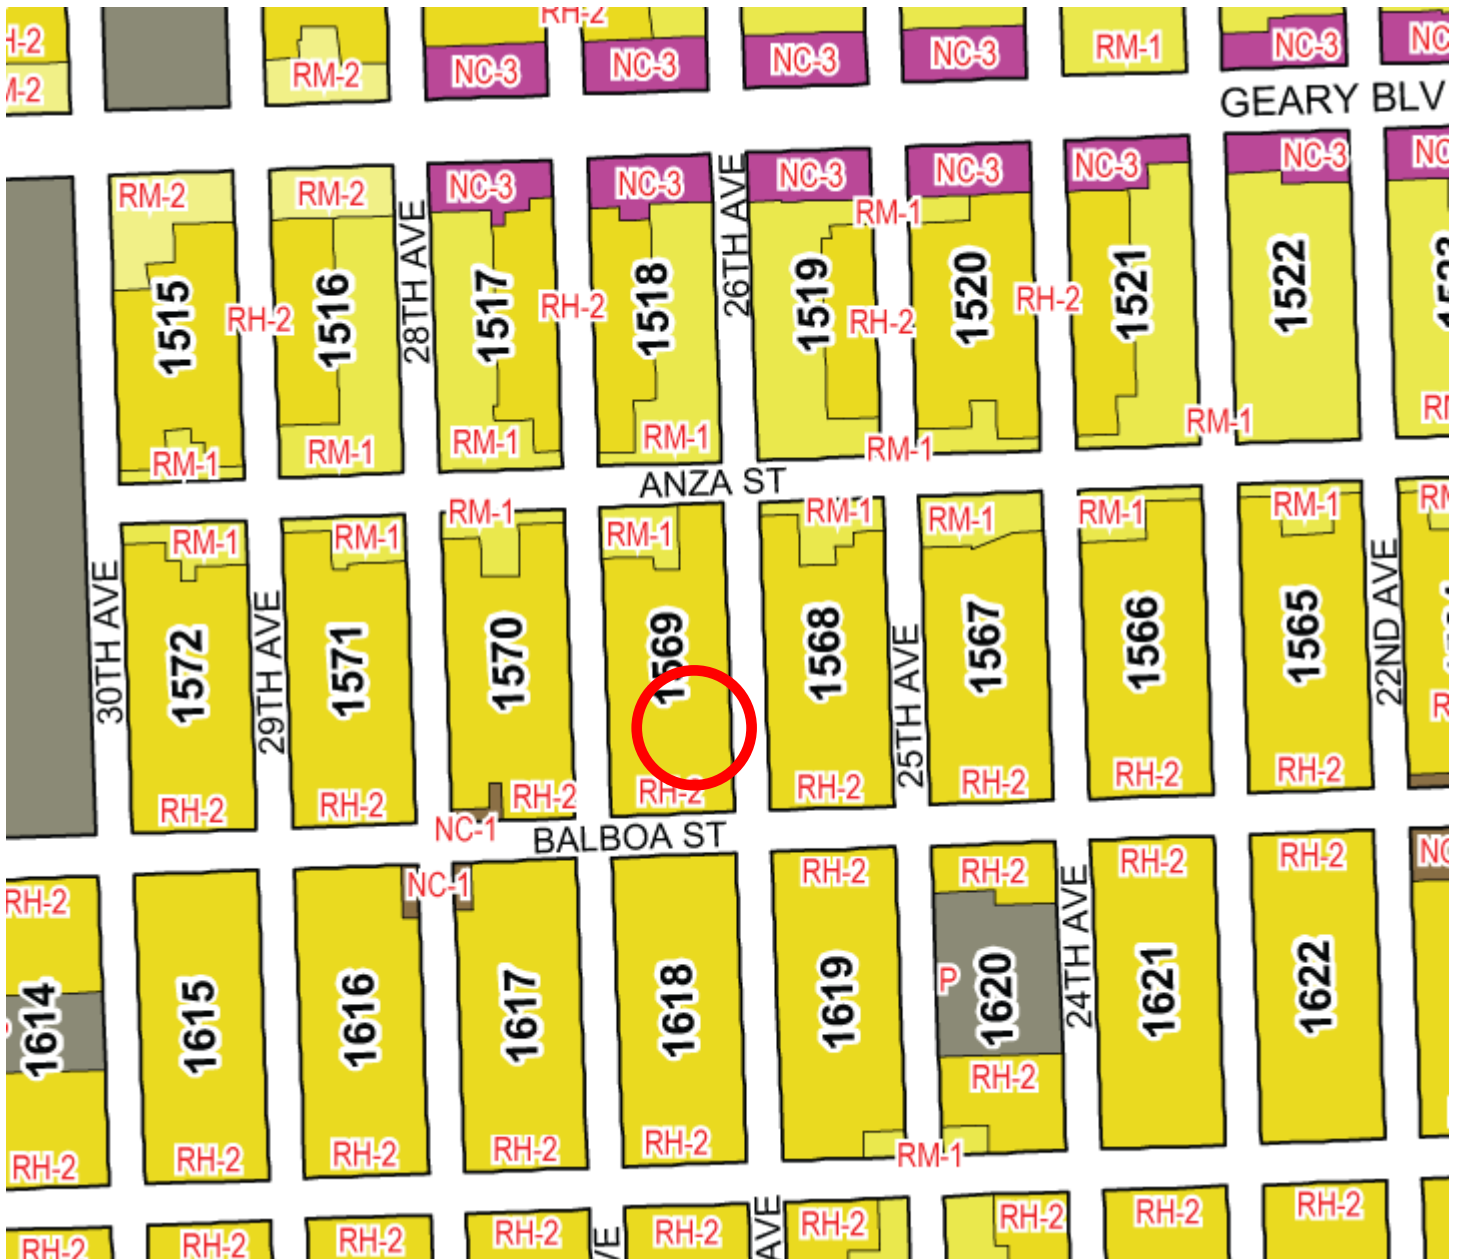 RH-2
NC-3
NC-3
NC-3
NC-3
RM-1
NC-3
NC
RM-2
GEARY BLV
RM-2
RM-2
NC-3
NC-3
NC-3
NC-3
NC-3
NC-3
NC
RM-1
28TH AVE
26TH AVE
1515
1516
1517
1518
1519
1520
1521
1522
RH-2
RH-2
RH-2
RH-2
RM-1
RM-1
RM-1
RM-1
RM-1
RM-1
ANZA ST
RM-1
RM-1
RM-1
RM-1
RM-1
RM-1
RM-1
RM-1
30TH AVE
29TH AVE
25TH AVE
22ND AVE
1572
1571
1570
1569
1568
1567
1566
1565
RH-2
RH-2
RH-2
RH-2
RH-2
RH-2
RH-2
RH-2
NC-1
BALBOA ST
NC-1
RH-2
RH-2
RH-2
RH-2
RH-2
24TH AVE
P
1614
1615
1616
1617
1618
1619
1620
1621
1622
RH-2
RH-2
RH-2
RH-2
RH-2
RH-2
RM-1
RH-2
RH-2
RH-2
RH-2
RH-2
RH-2
RH-2
RH-2
RH-2
AVE